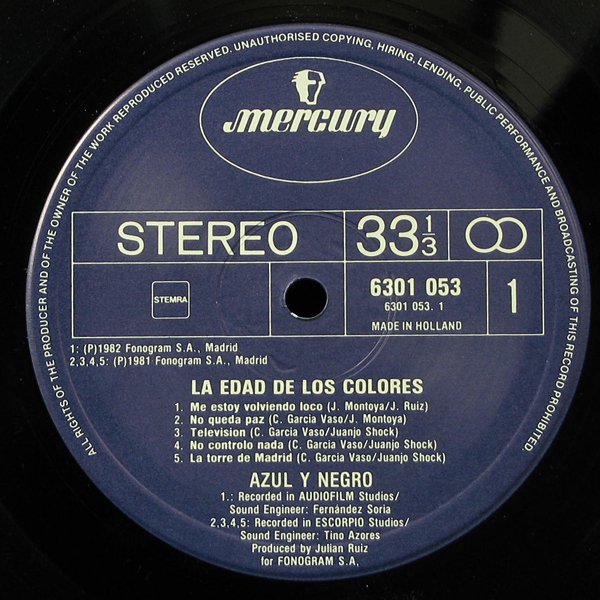 ALL RIGHTS OF THE PRODUCER AND OF THE OWNER OF THE WORK REPRODUCED RESERVED. UNAUTHORISED COPYING, HIRING, LENDING, PUBLIC PERFORMANCE AND BROADCASTING OF THIS RECORD PROHIBITED
mercury
STEREO
33 1/3
STEMRA
6301 053
6301 053. 1
MADE IN HOLLAND
1
1: (P)1982 Fonogram S.A., Madrid
2,3,4,5: (P)1981 Fonogram S.A., Madrid
LA EDAD DE LOS COLORES
1. Me estoy volviendo loco (J. Montoya/J. Ruiz)
2. No queda paz (C. Garcia Vaso/J. Montoya)
3. Television (C. Garcia Vaso/Juanjo Shock)
4. No controlo nada (C. Garcia Vaso/Juanjo Shock)
5. La torre de Madrid (C. Garcia Vaso/Juanjo Shock)
AZUL Y NEGRO
1.: Recorded in AUDIOFILM Studios/
Sound Engineer: Fernández Soria
2,3,4,5: Recorded in ESCORPIO Studios/
Sound Engineer: Tino Azores
Produced by Julian Ruiz
for FONOGRAM S.A.